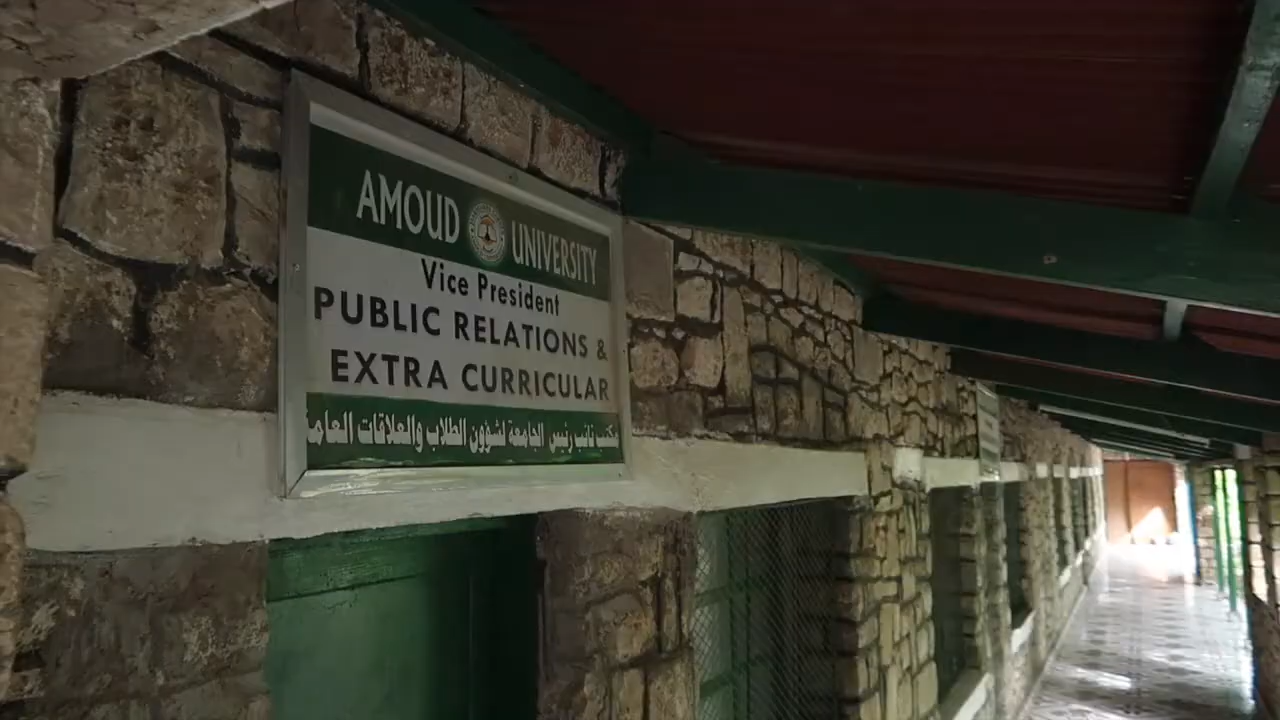 AMOUD UNIVERSITY
Vice President
PUBLIC RELATIONS &
EXTRA CURRICULAR
مكتب نائب رئيس الجامعة لشؤون الطلاب والعلاقات العامة